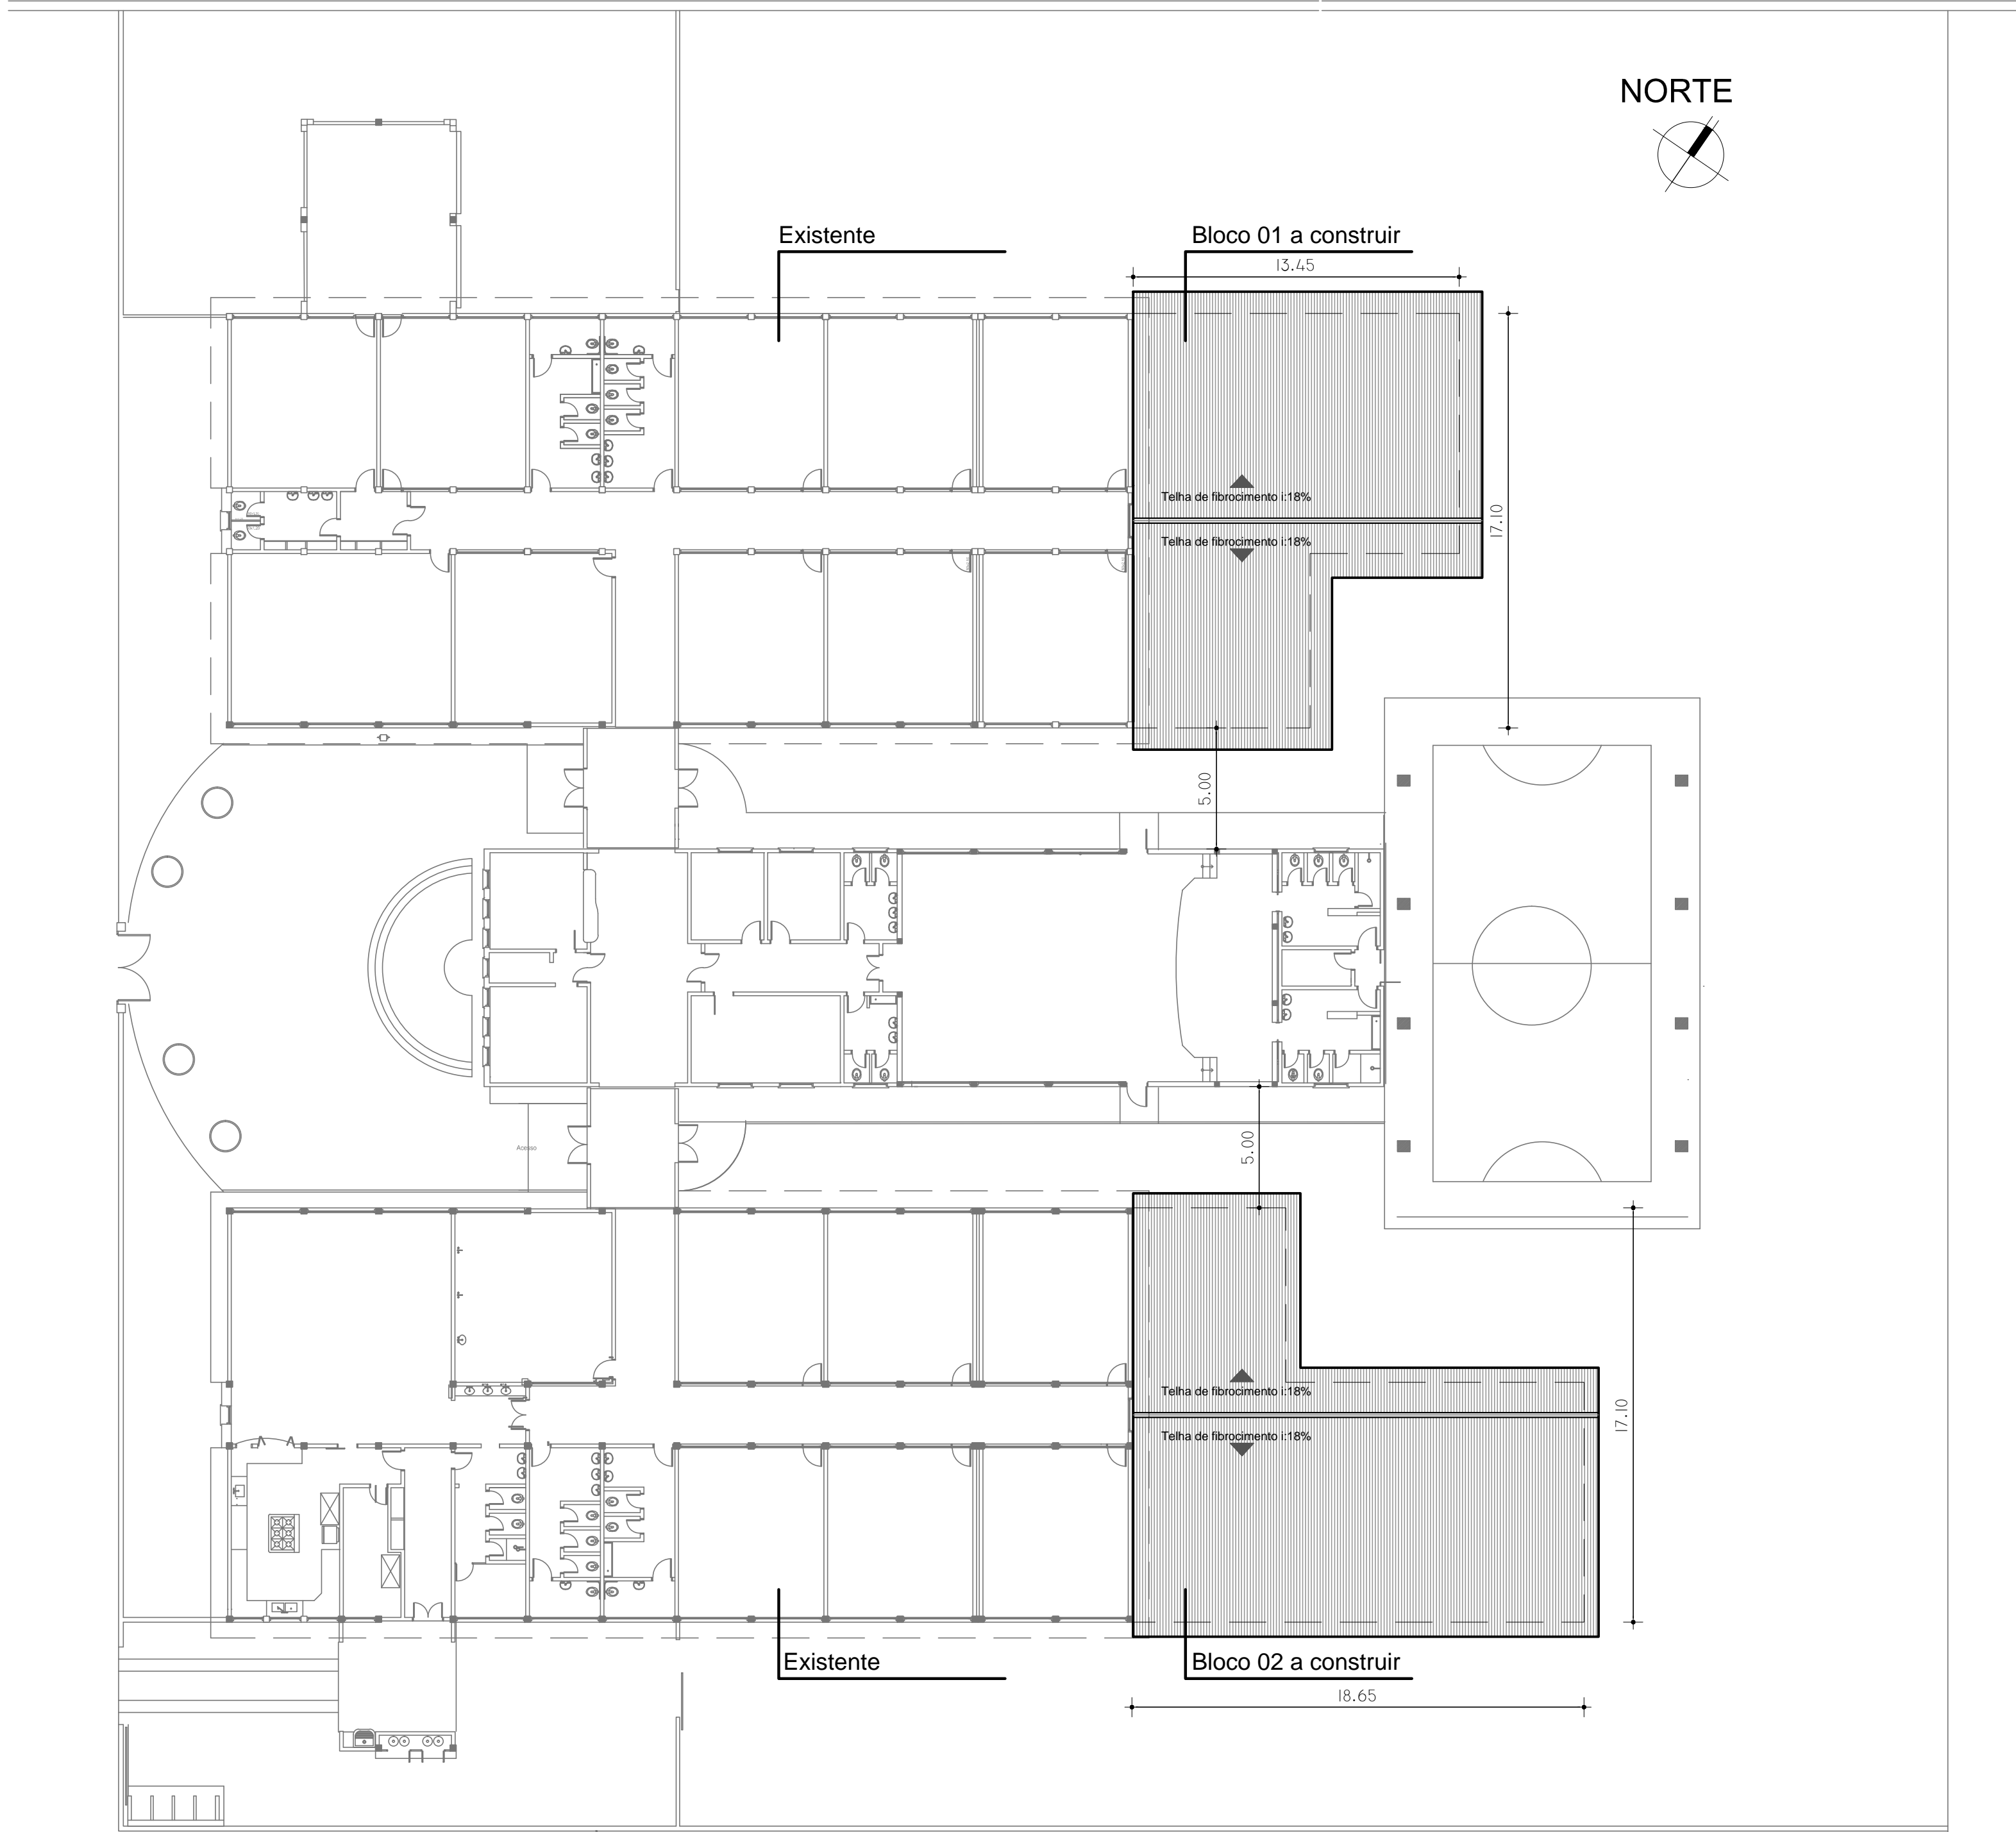 NORTE
Existente
Bloco 01 a construir
13.45
Telha de fibrocimento i:18%
17.10
Telha de fibrocimento i:18%
5.00
5.00
Acesso
Telha de fibrocimento i:18%
17.10
Telha de fibrocimento i:18%
Existente
Bloco 02 a construir
18.65